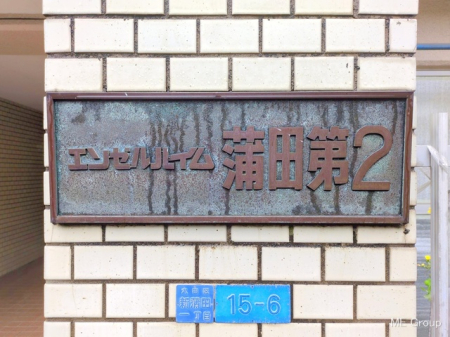 エンゼルハイム 蒲田第2
大田区
新蒲田
一丁目
15-6
ME Group